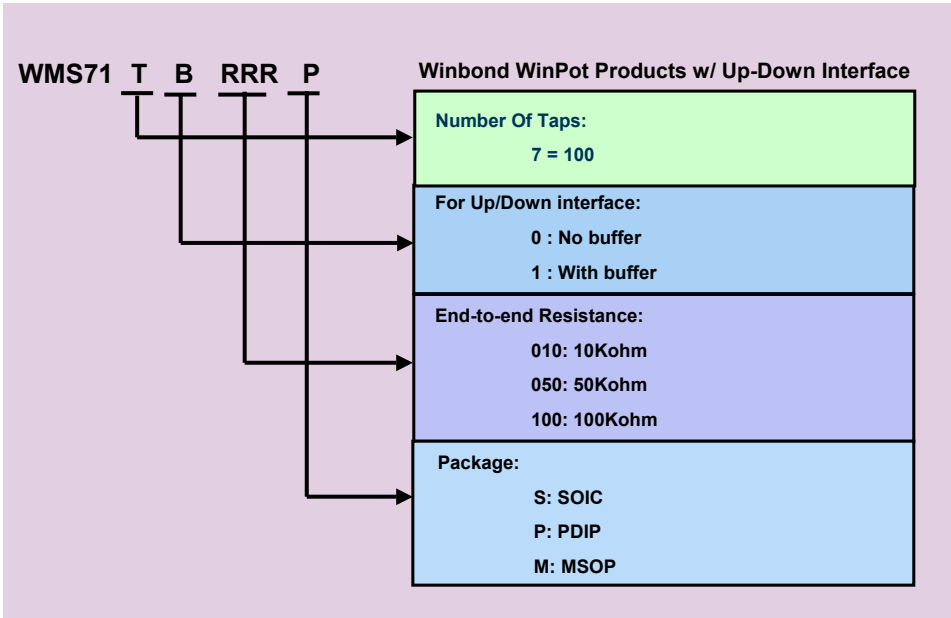 WMS71 T B RRR P
Winbond WinPot Products w/ Up-Down Interface
Number Of Taps:
7 = 100
For Up/Down interface:
0 : No buffer
1 : With buffer
End-to-end Resistance:
010: 10Kohm
050: 50Kohm
100: 100Kohm
Package:
S: SOIC
P: PDIP
M: MSOP